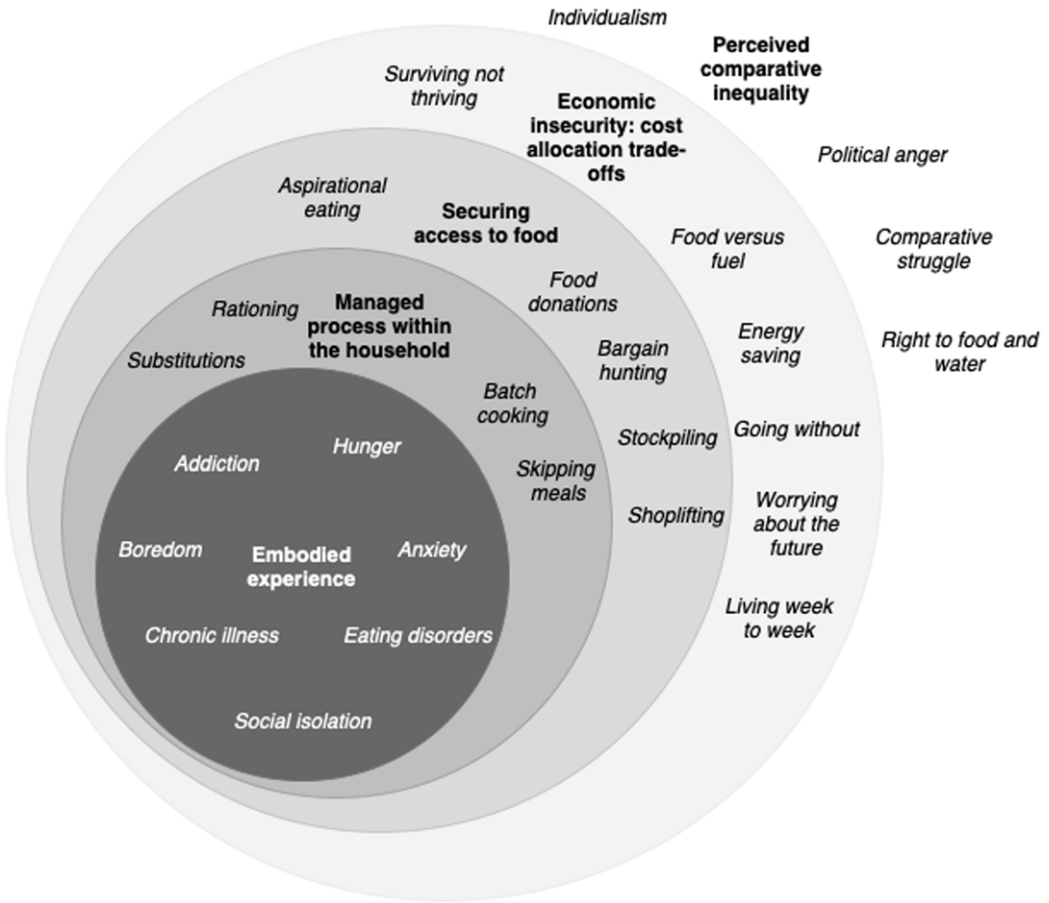 Individualism
Perceived
comparative
inequality
Surviving not
thriving
Economic
insecurity: cost
allocation trade-
offs
Political anger
Aspirational
eating
Securing
access to food
Food versus
fuel
Comparative
struggle
Food
donations
Rationing
Managed
process within
the household
Energy
saving
Right to food and
water
Substitutions
Bargain
hunting
Batch
cooking
Stockpiling
Going without
Hunger
Addiction
Skipping
meals
Shoplifting
Worrying
about the
future
Boredom
Embodied
experience
Anxiety
Living week
to week
Chronic illness
Eating disorders
Social isolation